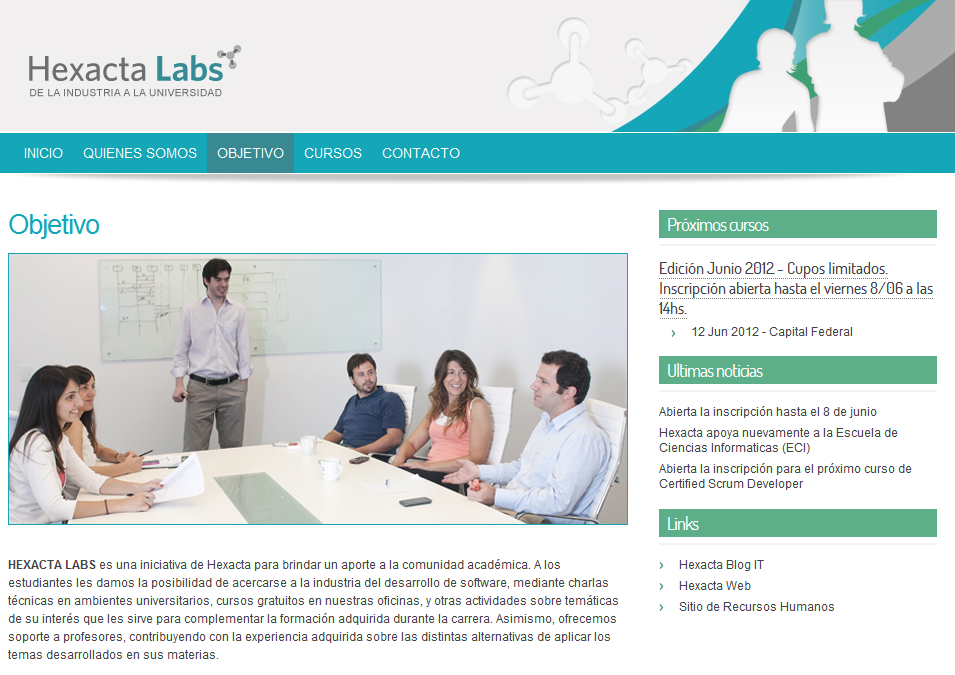 Hexacta Labs
DE LA INDUSTRIA A LA UNIVERSIDAD
INICIO
QUIENES SOMOS
OBJETIVO
CURSOS
CONTACTO
Objetivo
HEXACTA LABS es una iniciativa de Hexacta para brindar un aporte a la comunidad académica. A los
estudiantes les damos la posibilidad de acercarse a la industria del desarrollo de software, mediante charlas
técnicas en ambientes universitarios, cursos gratuitos en nuestras oficinas, y otras actividades sobre temáticas
de su interés que les sirve para complementar la formación adquirida durante la carrera. Asimismo, ofrecemos
soporte a profesores, contribuyendo con la experiencia adquirida sobre las distintas alternativas de aplicar los
temas desarrollados en sus materias.
Próximos cursos
Edición Junio 2012 - Cupos limitados.
Inscripción abierta hasta el viernes 8/06 a las
14hs.
› 12 Jun 2012 - Capital Federal
Ultimas noticias
Abierta la inscripción hasta el 8 de junio
Hexacta apoya nuevamente a la Escuela de
Ciencias Informaticas (ECI)
Abierta la inscripción para el próximo curso de
Certified Scrum Developer
Links
› Hexacta Blog IT
› Hexacta Web
› Sitio de Recursos Humanos